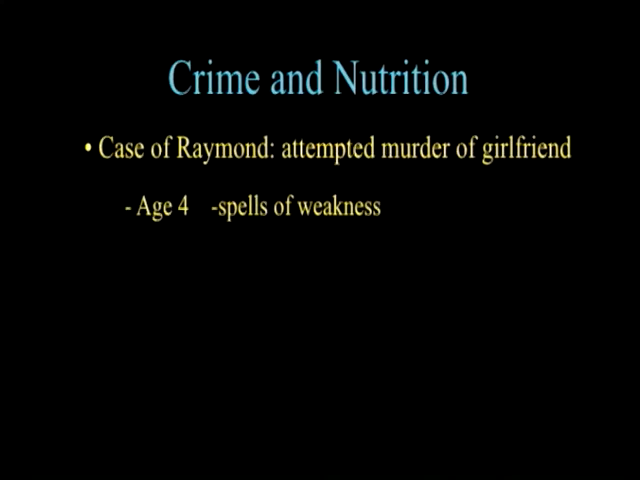 Crime and Nutrition
• Case of Raymond: attempted murder of girlfriend
- Age 4 -spells of weakness